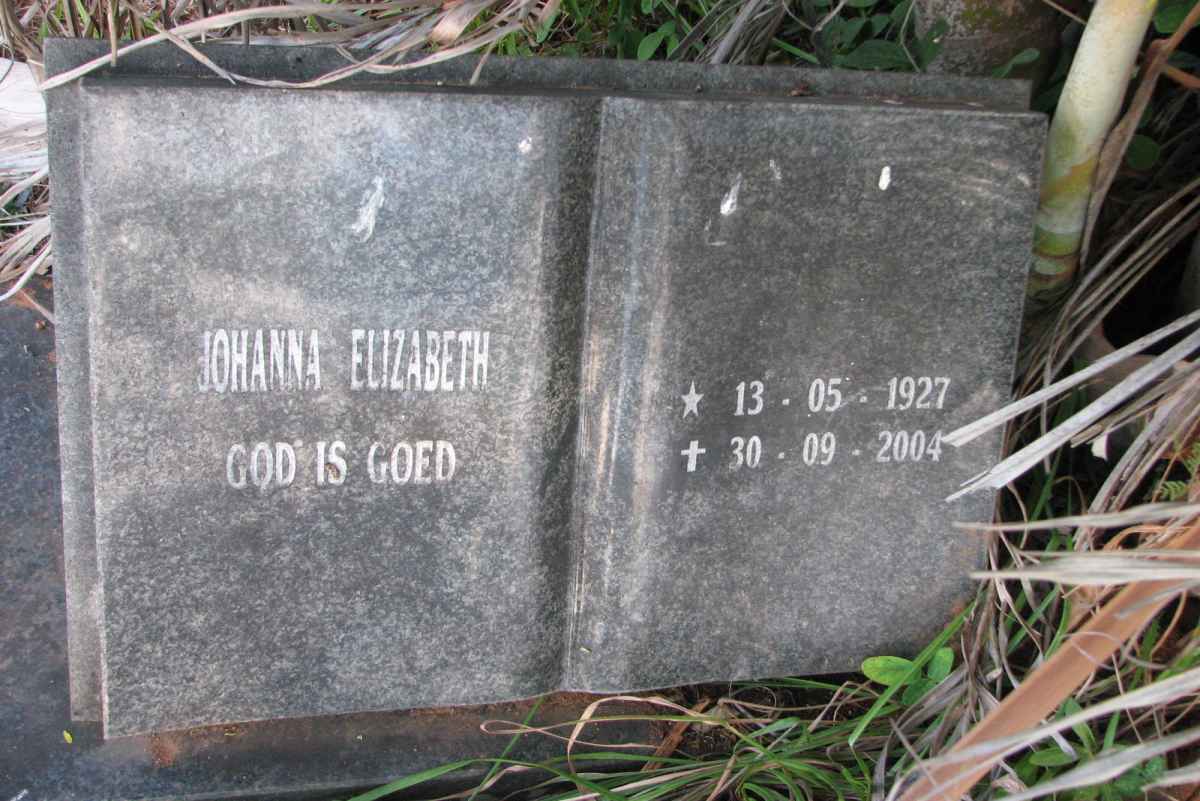 JOHANNA ELIZABETH
GOD IS GOED
★ 13 · 05 · 1927
✝ 30 · 09 · 2004